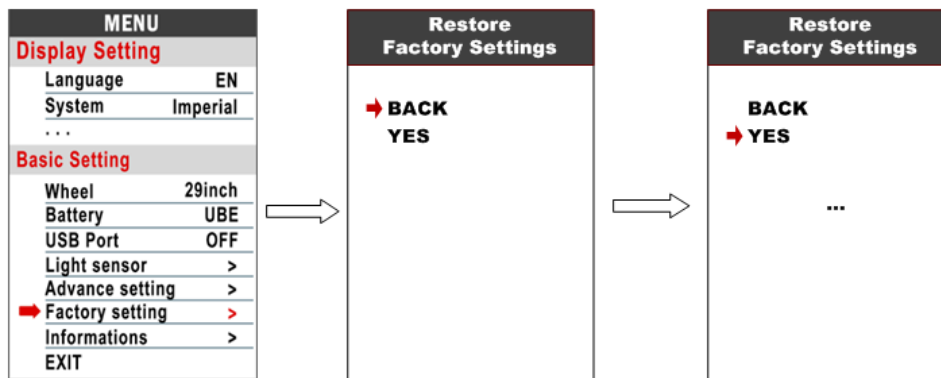 MENU
Display Setting
Language EN
System Imperial
...
Basic Setting
Wheel 29inch
Battery UBE
USB Port OFF
Light sensor >
Advance setting >
Factory setting >
Informations >
EXIT
Restore
Factory Settings
BACK
YES
Restore
Factory Settings
BACK
YES
...